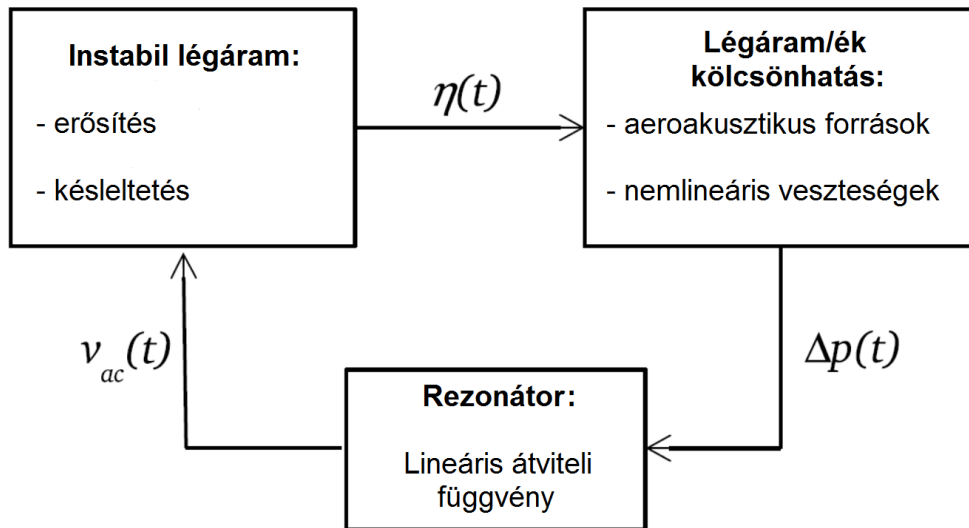 Instabil légáram:
- erősítés
- késleltetés
η(t)
Légáram/ék
kölcsönhatás:
- aeroakusztikus források
- nemlineáris veszteségek
v_ac(t)
Δp(t)
Rezonátor:
Lineáris átviteli
függvény